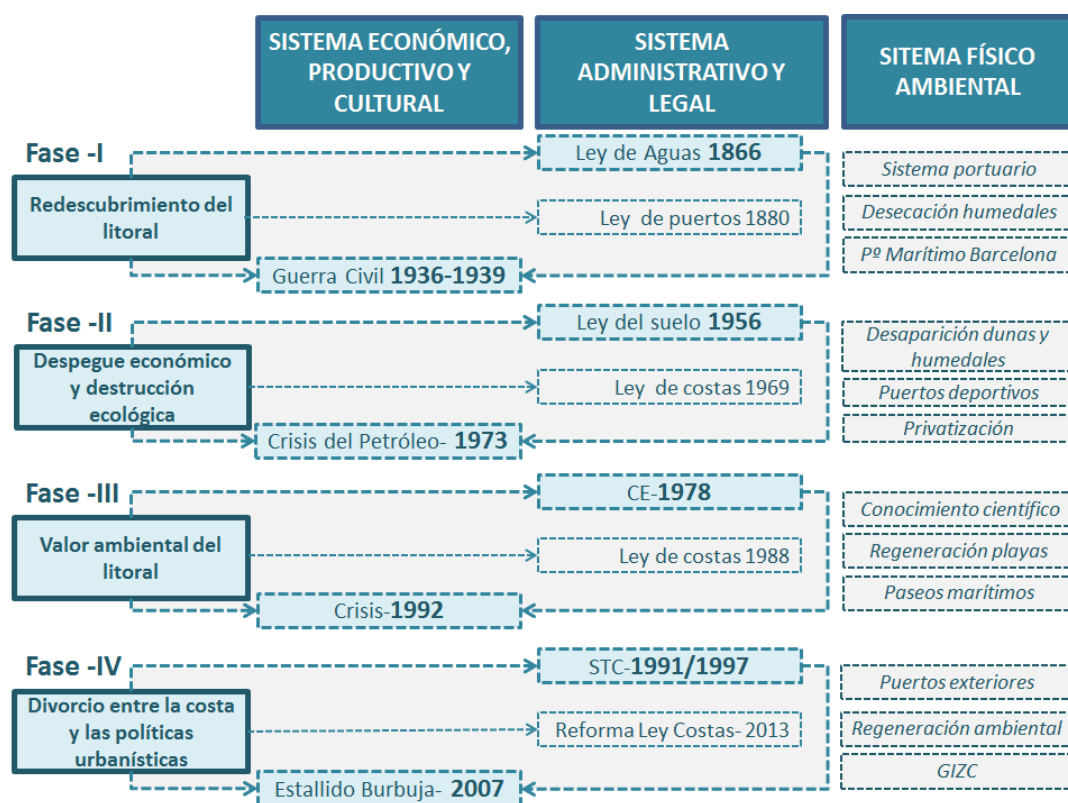 SISTEMA ECONÓMICO,
PRODUCTIVO Y
CULTURAL
SISTEMA
ADMINISTRATIVO Y
LEGAL
SITEMA FÍSICO
AMBIENTAL
Fase -I
Redescubrimiento del
litoral
Ley de Aguas 1866
Ley de puertos 1880
Guerra Civil 1936-1939
Sistema portuario
Desecación humedales
Pº Marítimo Barcelona
Fase -II
Despegue económico
y destrucción
ecológica
Ley del suelo 1956
Ley de costas 1969
Crisis del Petróleo- 1973
Desaparición dunas y
humedales
Puertos deportivos
Privatización
Fase -III
Valor ambiental del
litoral
CE-1978
Ley de costas 1988
Crisis-1992
Conocimiento científico
Regeneración playas
Paseos marítimos
Fase -IV
Divorcio entre la costa
y las políticas
urbanísticas
STC-1991/1997
Reforma Ley Costas- 2013
Estallido Burbuja- 2007
Puertos exteriores
Regeneración ambiental
GIZC